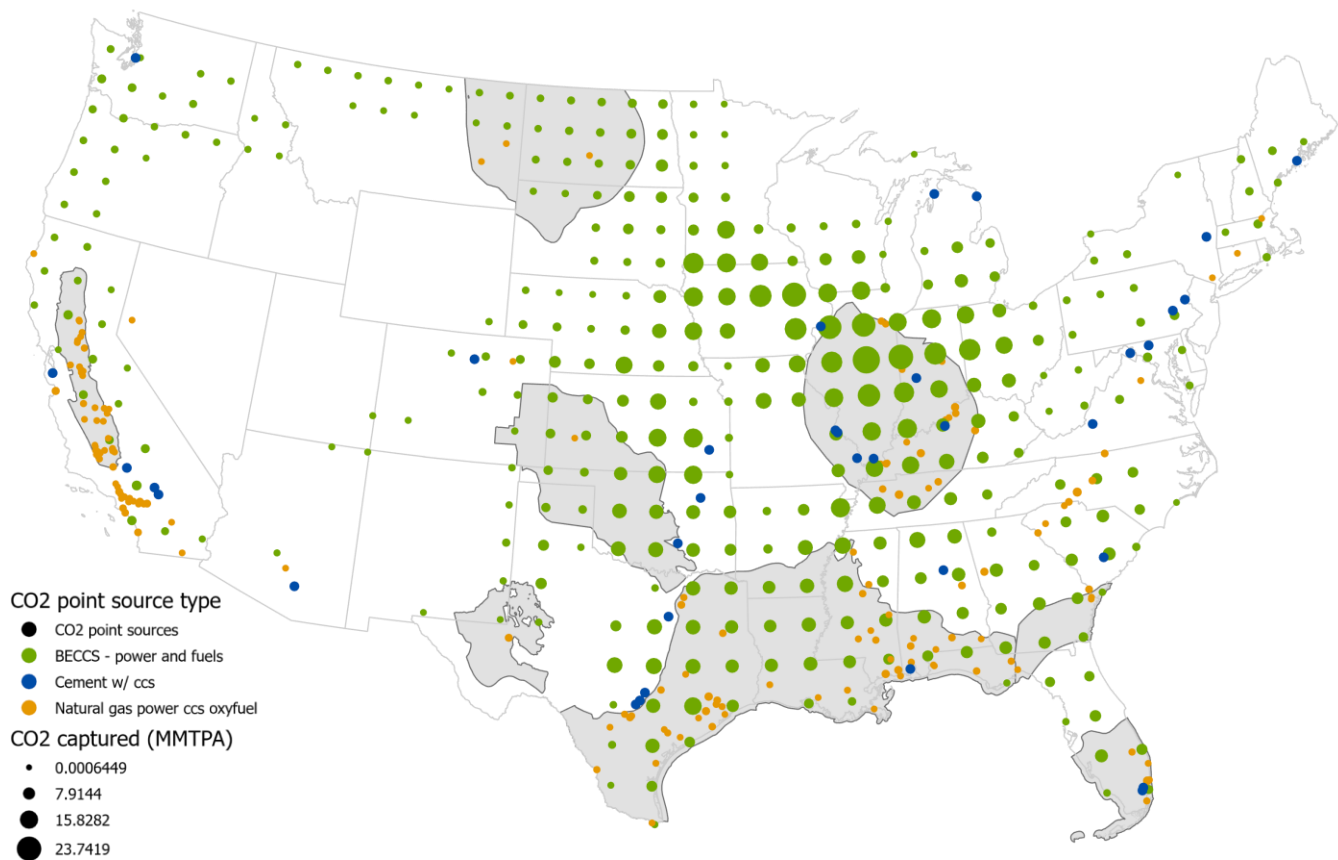 CO2 point source type
CO2 point sources
BECCS - power and fuels
Cement w/ ccs
Natural gas power ccs oxyfuel
CO2 captured (MMTPA)
0.0006449
7.9144
15.8282
23.7419